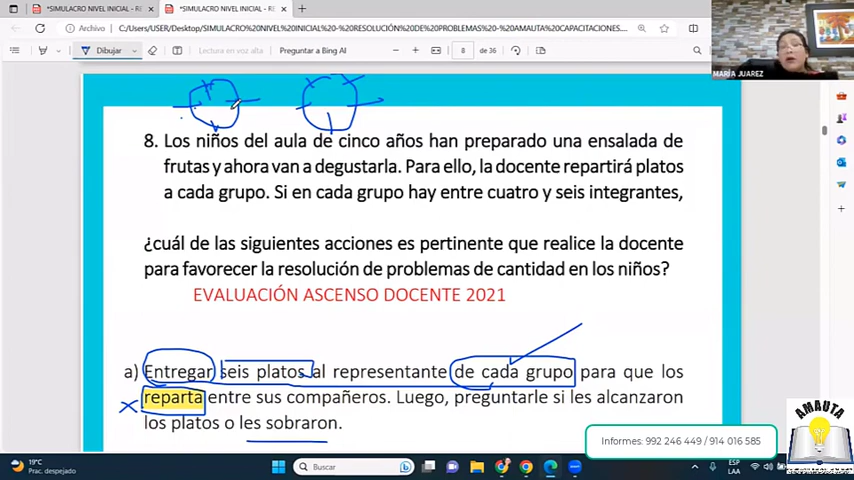 *SIMULACRO NIVEL INICIAL - RE
*SIMULACRO NIVEL INICIAL - RE
Archivo
C:/Users/USER/Desktop/SIMULACRO%20NIVEL%20INICIAL%20-%20RESOLUCIÓN%20DE%20PROBLEMAS%20-%20AMAUTA%20CAPACITACIONES....
Dibujar
Lectura en voz alta
Preguntar a Bing AI
8
de 36
MARÍA JUAREZ
8. Los niños del aula de cinco años han preparado una ensalada de
frutas y ahora van a degustarla. Para ello, la docente repartirá platos
a cada grupo. Si en cada grupo hay entre cuatro y seis integrantes,
¿cuál de las siguientes acciones es pertinente que realice la docente
para favorecer la resolución de problemas de cantidad en los niños?
EVALUACIÓN ASCENSO DOCENTE 2021
a) Entregar seis platos al representante de cada grupo para que los
reparta entre sus compañeros. Luego, preguntarle si les alcanzaron
los platos o les sobraron.
AMAUTA
Informes: 992 246 449 / 914 016 585
19°C
Prac. despejado
Buscar
ESP
LAA